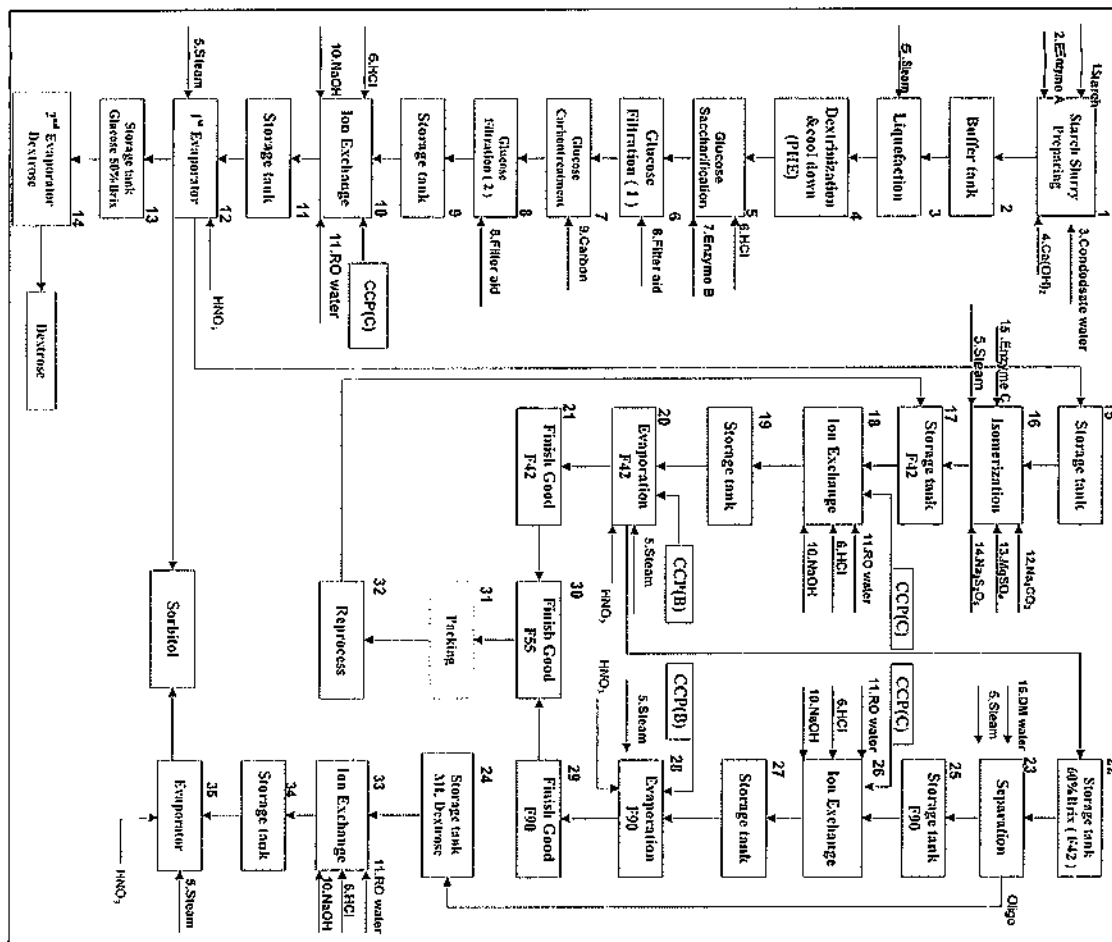 1.Starch
2.Enzyme A
Starch Slurry
Preparing
1
3.Condodsate water
4.Ca(OH)2
Buffer tank
2
5.Steam
Liquefaction
3
Dextrinization
&cool down
(PHE)
4
Glucose
Saccharification
5
6.HCl
7.Enzyme B
Glucose
Filtration ( 1 )
6
8.Filter aid
Glucose
Carbontreatment
7
9.Carbon
Glucose
Filtration ( 2 )
8
8.Filter aid
Storage tank
9
6.HCl
10.NaOH
Ion Exchange
10
CCP(C)
11.RO water
Storage tank
11
5.Steam
1st Evaporator
12
HNO3
Storage tank
Glucose 50%Brix
13
2nd Evaporator
Dextrose
14
Dextrose
15
Storage tank
15 .Enzyme C
5.Steam
16
Isomerization
12.Na2CO3
13.MgSO4
14.Na2S2O5
17
Storage tank
F42
18
Ion Exchange
CCP(C)
11.RO water
6.HCl
10.NaOH
19
Storage tank
20
Evaporation
F42
CCP(B)
5.Steam
HNO3
21
Finish Good
F42
30
Finish Good
F55
31
Packing
32
Reprocess
Sorbitol
22
Storage tank
60%Brix ( F42 )
16.DM water
5.Steam
23
Separation
Oligo
25
Storage tank
F90
CCP(C)
11.RO water
6.HCl
10.NaOH
26
Ion Exchange
27
Storage tank
CCP(B)
5.Steam
HNO3
28
Evaporation
F90
29
Finish Good
F90
24
Storage tank
Mt, Dextrose
33
Ion Exchange
11.RO water
6.HCl
10.NaOH
34
Storage tank
35
Evaporator
5.Steam
HNO3